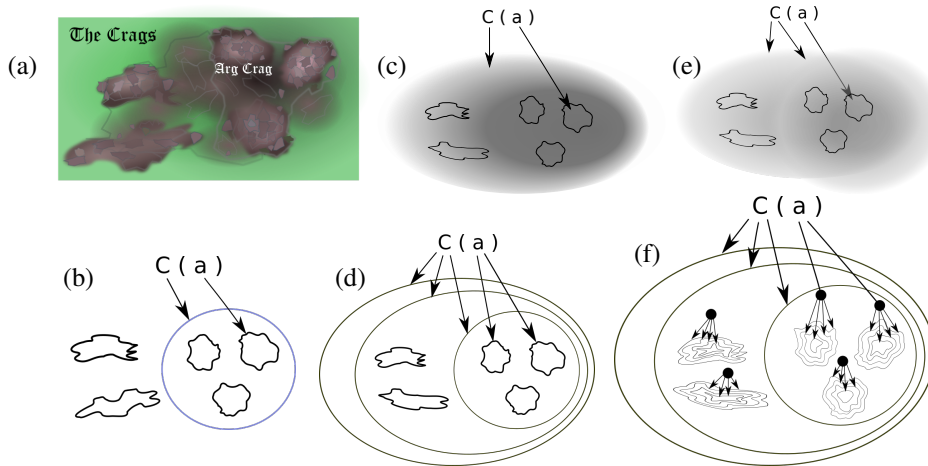 (a)
The Crags
Arg Crag
(c)
C ( a )
(e)
C ( a )
(b)
C ( a )
(d)
C ( a )
(f)
C ( a )